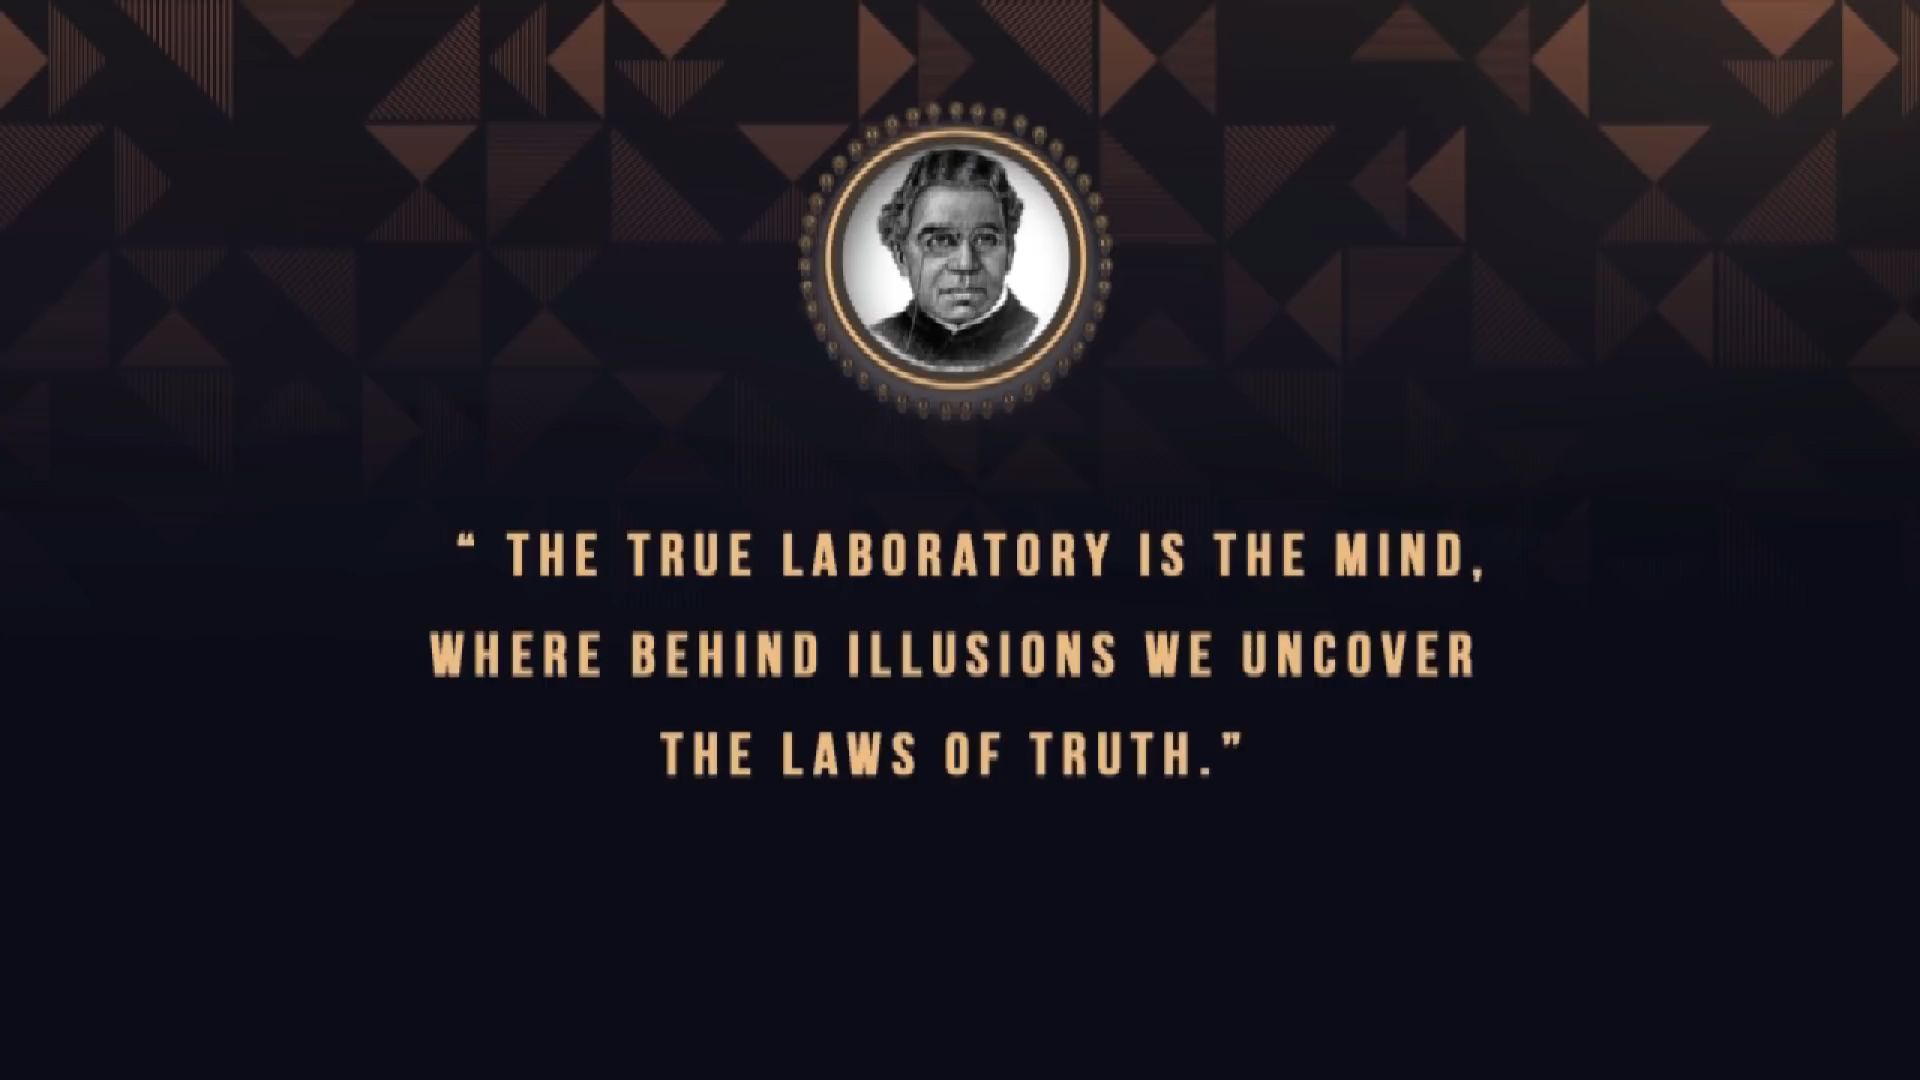 “ THE TRUE LABORATORY IS THE MIND,
WHERE BEHIND ILLUSIONS WE UNCOVER
THE LAWS OF TRUTH.”